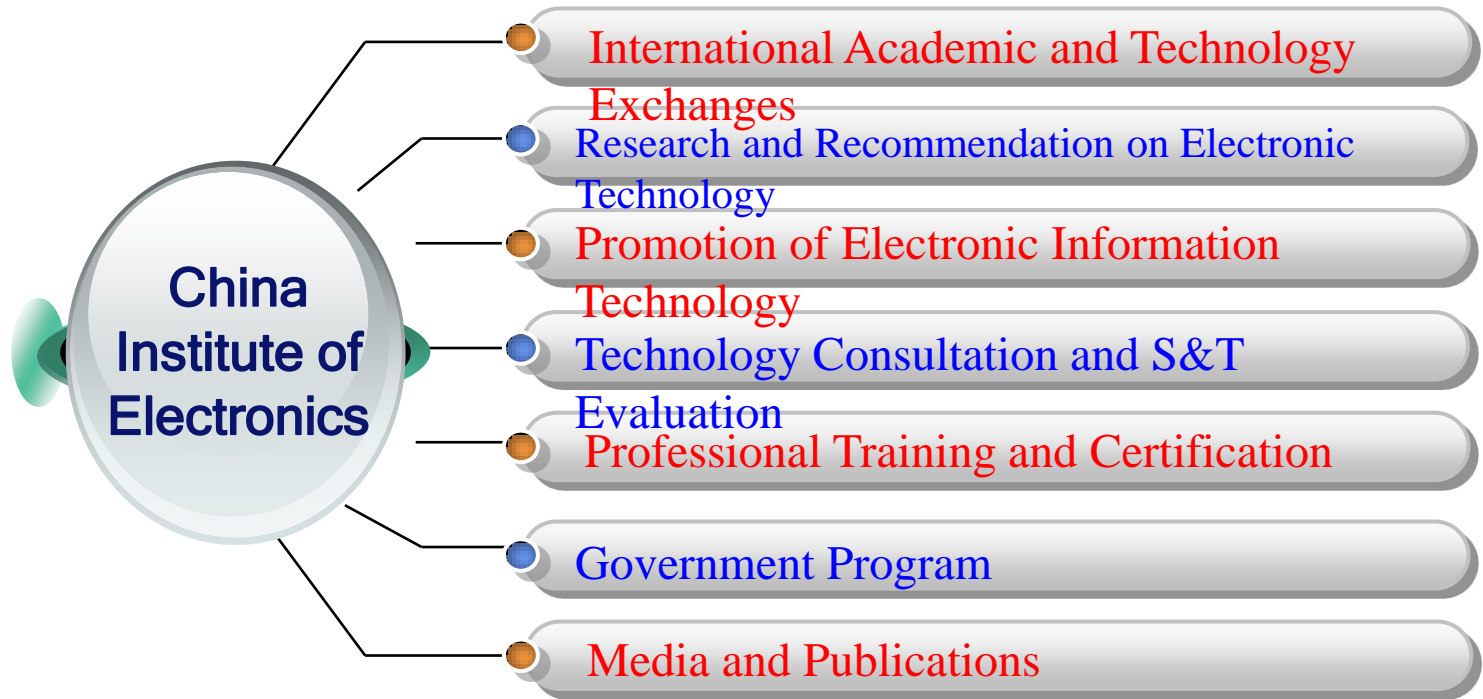 China
Institute of
Electronics
International Academic and Technology
Exchanges
Research and Recommendation on Electronic
Technology
Promotion of Electronic Information
Technology
Technology Consultation and S&T
Evaluation
Professional Training and Certification
Government Program
Media and Publications